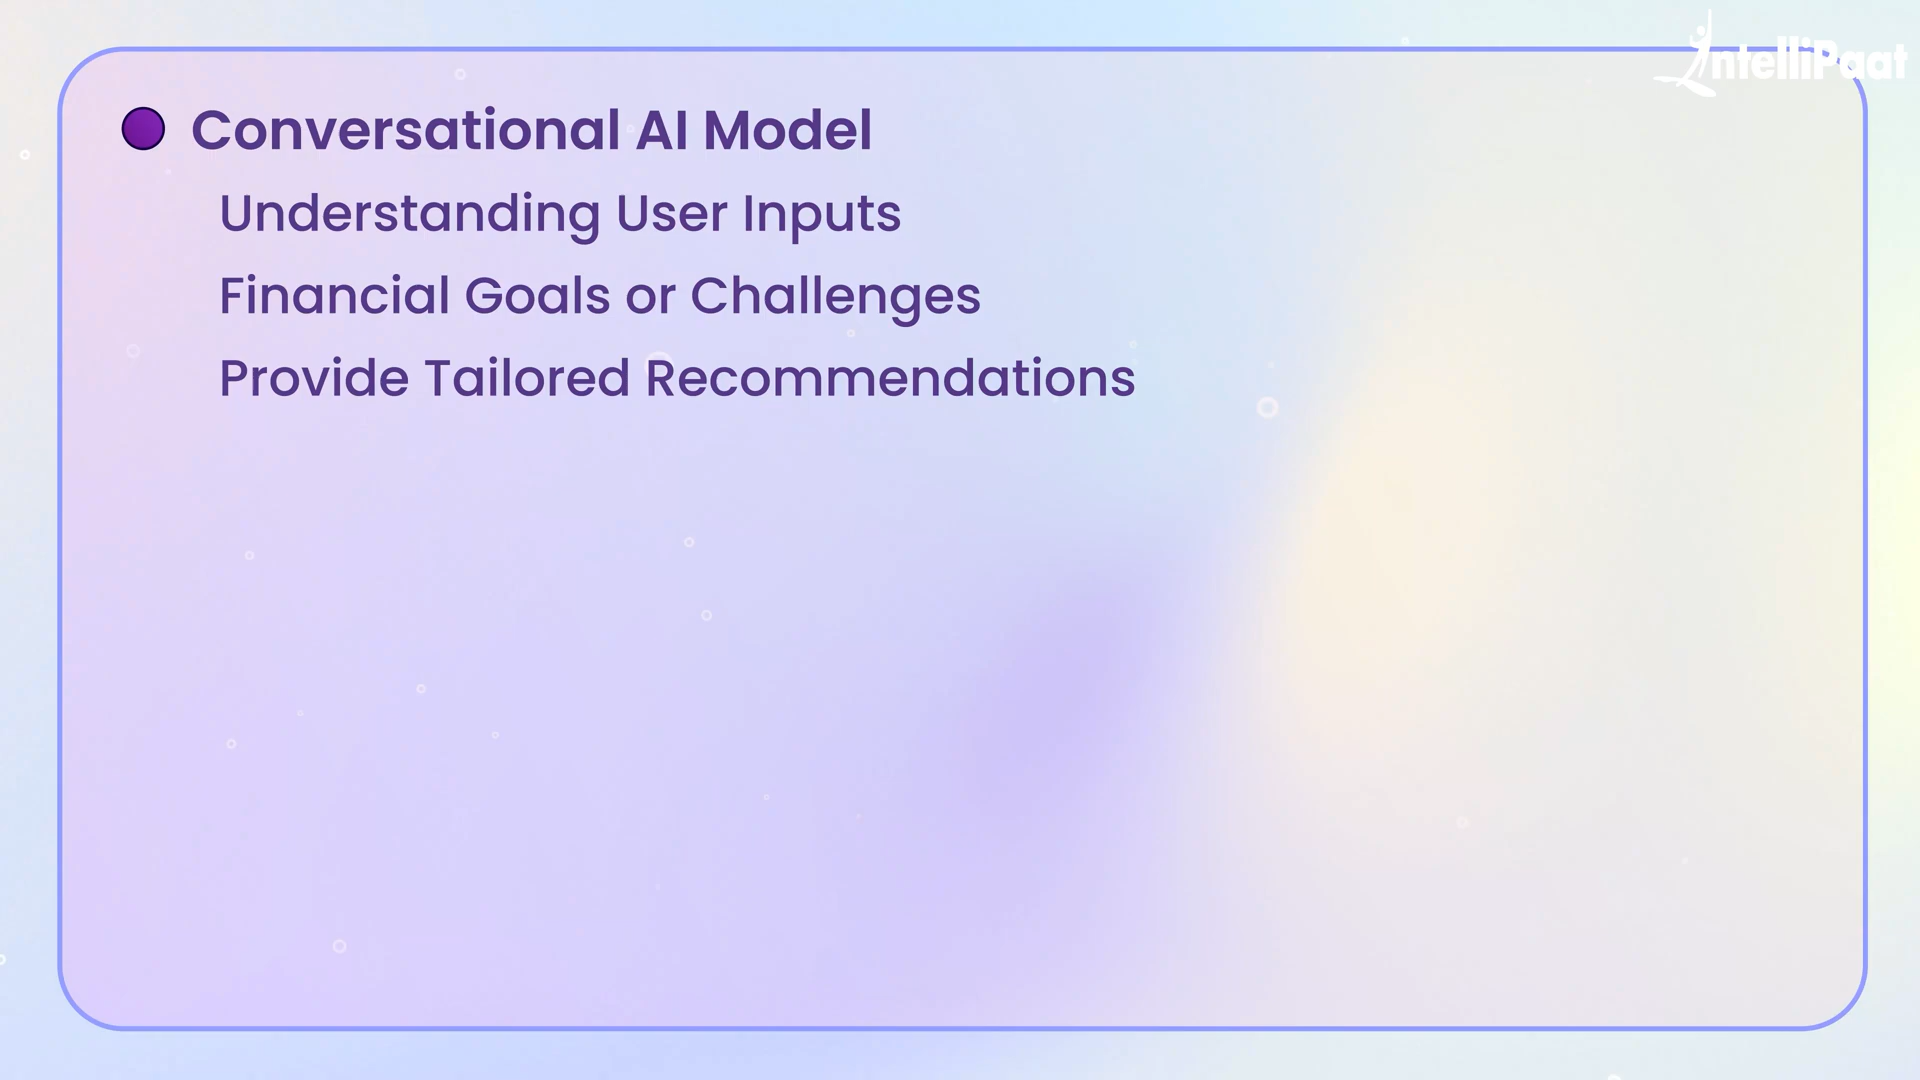 IntelliPaat
Conversational AI Model
Understanding User Inputs
Financial Goals or Challenges
Provide Tailored Recommendations